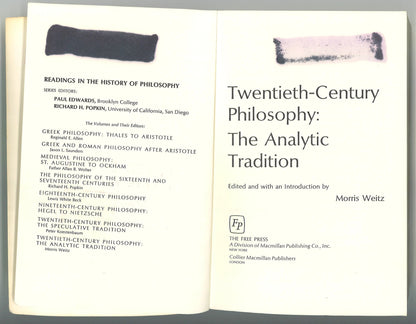 READINGS IN THE HISTORY OF PHILOSOPHY
SERIES EDITORS:
PAUL EDWARDS, Brooklyn College
RICHARD H. POPKIN, University of California, San Diego
The Volumes and Their Editors:
GREEK PHILOSOPHY: THALES TO ARISTOTLE
Reginald E. Allen
GREEK AND ROMAN PHILOSOPHY AFTER ARISTOTLE
Jason L. Saunders
MEDIEVAL PHILOSOPHY:
ST. AUGUSTINE TO OCKHAM
Father Allan B. Wolter
THE PHILOSOPHY OF THE SIXTEENTH AND
SEVENTEENTH CENTURIES
Richard H. Popkin
EIGHTEENTH-CENTURY PHILOSOPHY
Lewis White Beck
NINETEENTH-CENTURY PHILOSOPHY:
HEGEL TO NIETZSCHE
TWENTIETH-CENTURY PHILOSOPHY:
THE SPECULATIVE TRADITION
Peter Koestenbaum
TWENTIETH-CENTURY PHILOSOPHY:
THE ANALYTIC TRADITION
Morris Weitz
Twentieth-Century
Philosophy:
The Analytic
Tradition
Edited and with an Introduction by
Morris Weitz
Fp
THE FREE PRESS
A Division of Macmillan Publishing Co., Inc.
NEW YORK
Collier Macmillan Publishers
LONDON